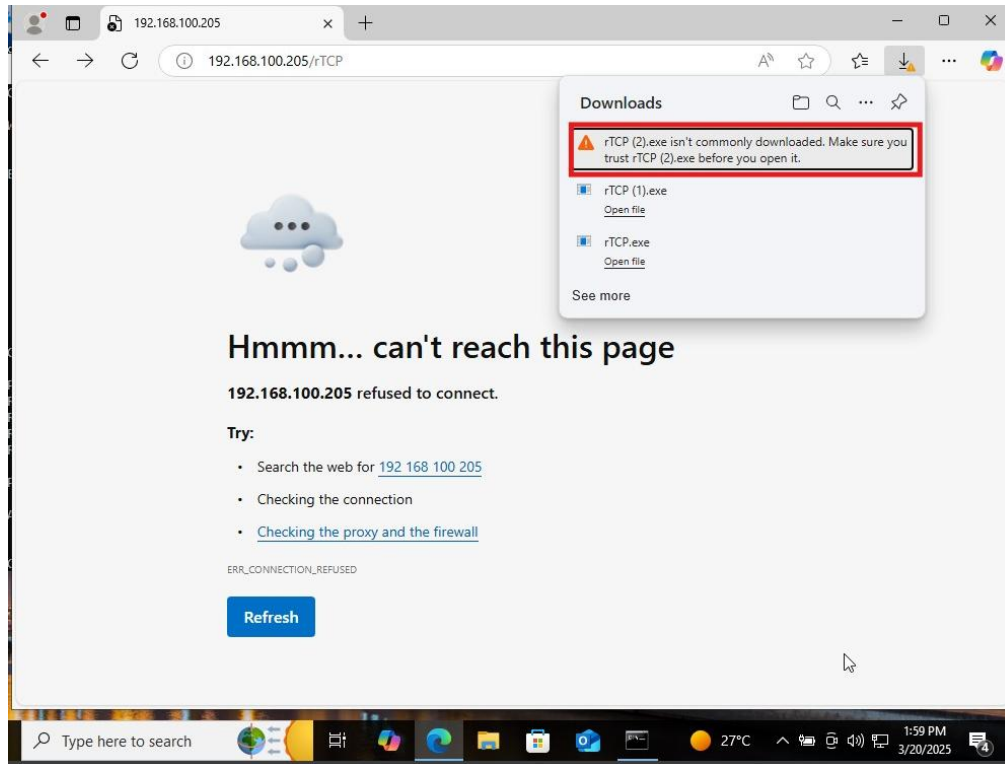 192.168.100.205
192.168.100.205/rTCP
Downloads
rTCP (2).exe isn't commonly downloaded. Make sure you
trust rTCP (2).exe before you open it.
rTCP (1).exe
Open file
rTCP.exe
Open file
See more
Hmmm... can't reach this page
192.168.100.205 refused to connect.
Try:
• Search the web for 192 168 100 205
• Checking the connection
• Checking the proxy and the firewall
ERR_CONNECTION_REFUSED
Refresh
Type here to search
27°C
1:59 PM
3/20/2025
4